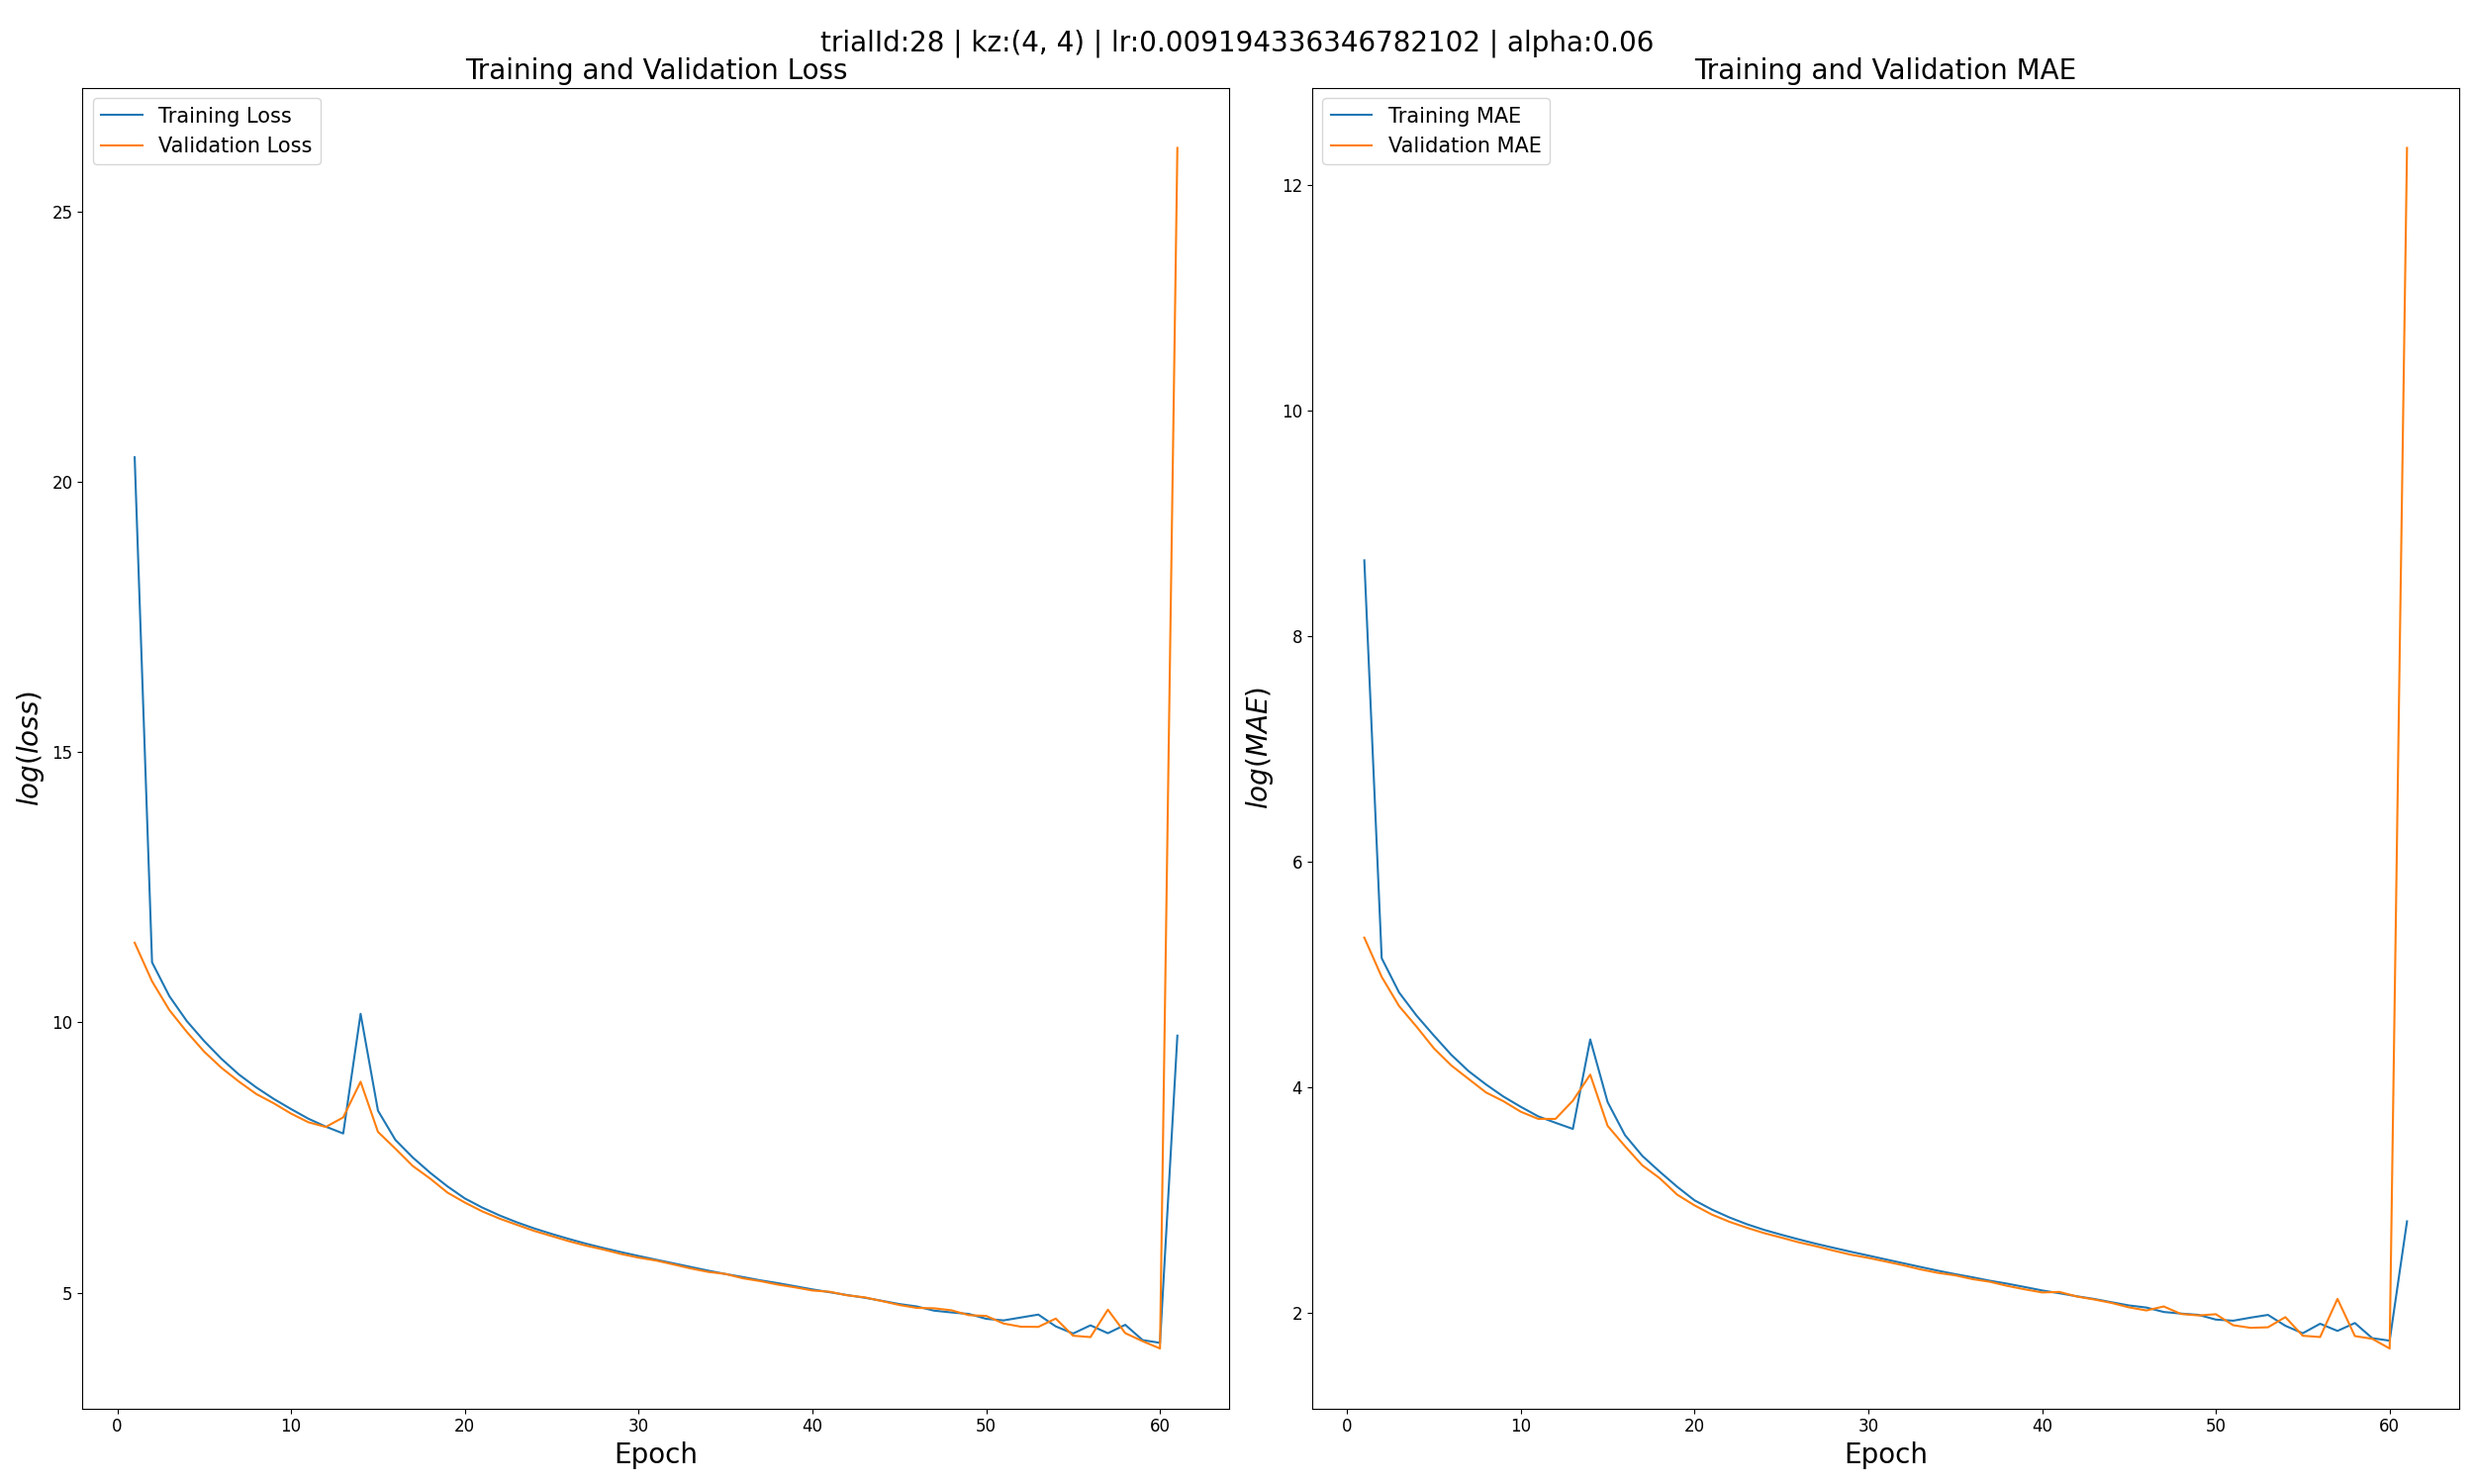 trialId:28 | kz:(4, 4) | lr:0.009194336346782102 | alpha:0.06
Training and Validation Loss
Training Loss
Validation Loss
25
20
15
10
5
log(loss)
0 10 20 30 40 50 60
Epoch
Training and Validation MAE
Training MAE
Validation MAE
12
10
8
6
4
2
log(MAE)
0 10 20 30 40 50 60
Epoch